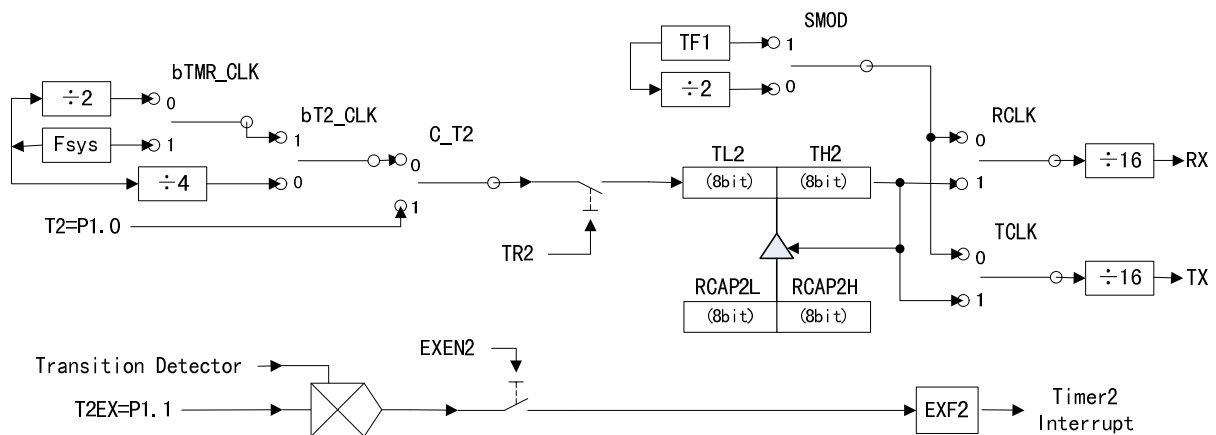 SMOD
TF1
1
÷2
0
bTMR_CLK
÷2
0
Fsys
1
bT2_CLK
1
0
÷4
C_T2
0
1
T2=P1.0
TR2
TL2
TH2
(8bit)
(8bit)
RCAP2L
RCAP2H
(8bit)
(8bit)
RCLK
0
1
÷16
RX
TCLK
0
1
÷16
TX
Transition Detector
T2EX=P1.1
EXEN2
EXF2
Timer2
Interrupt